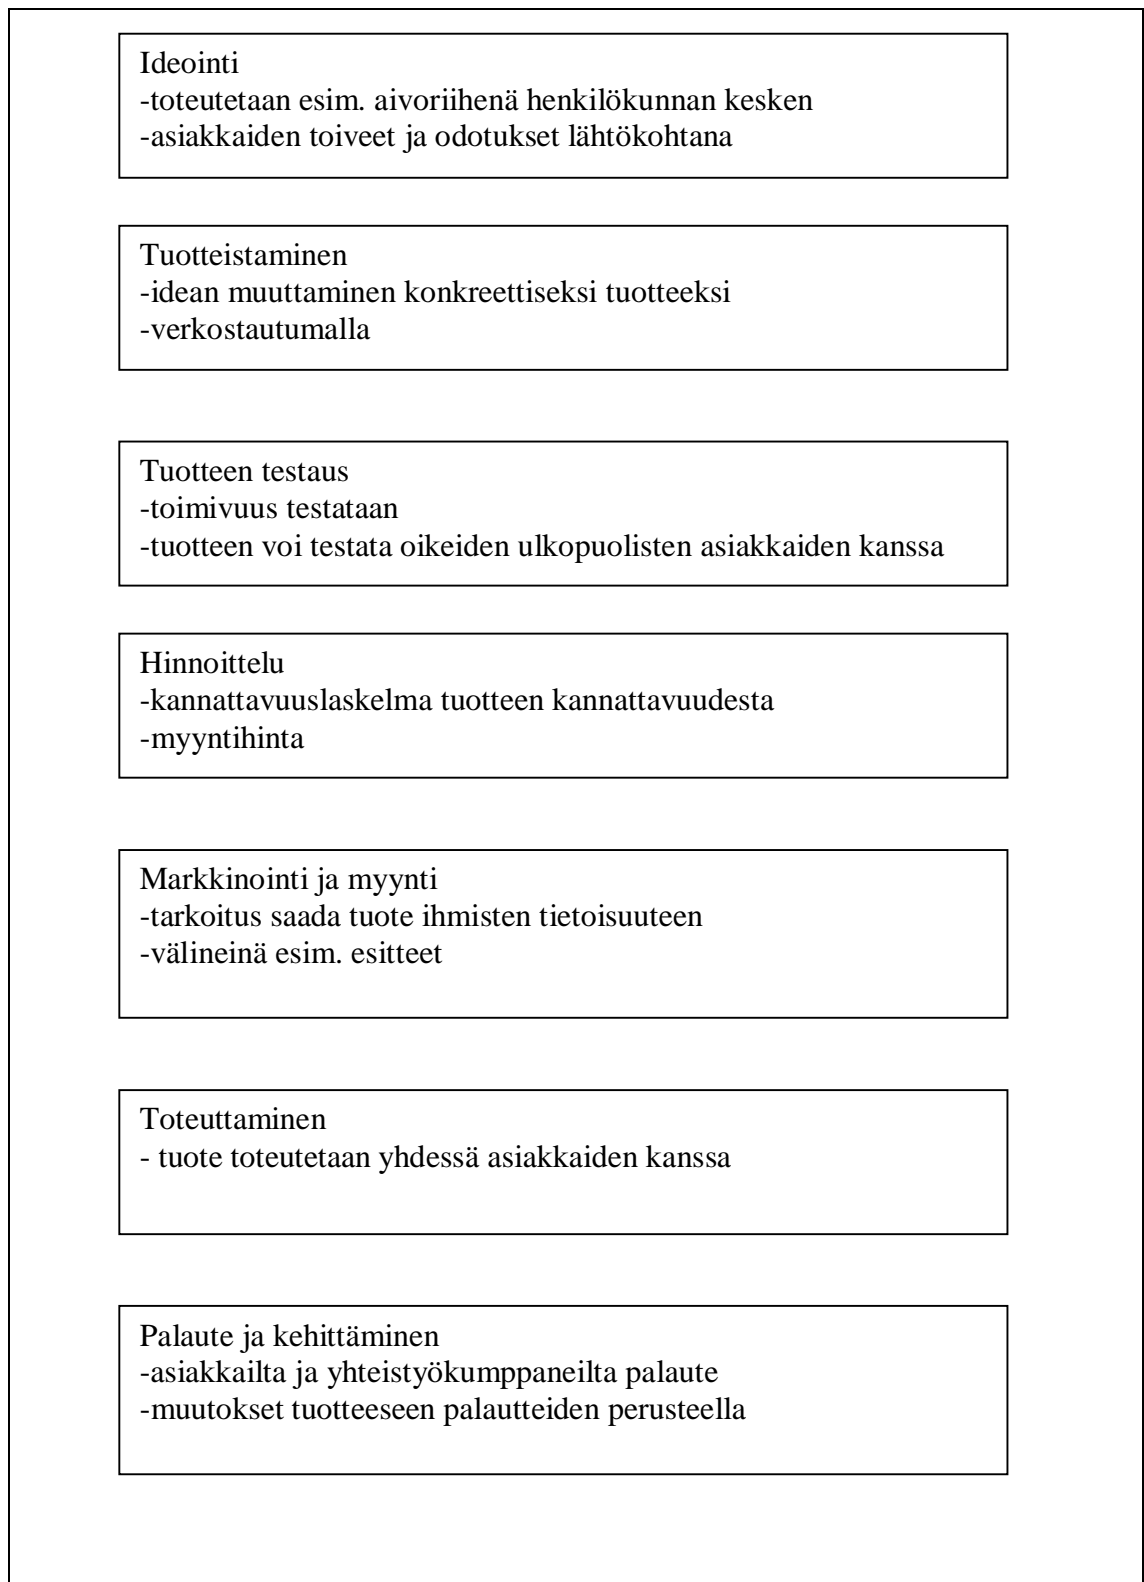 Ideointi
-toteutetaan esim. aivoriihenä henkilökunnan kesken
-asiakkaiden toiveet ja odotukset lähtökohtana
Tuotteistaminen
-idean muuttaminen konkreettiseksi tuotteeksi
-verkostautumalla
Tuotteen testaus
-toimivuus testataan
-tuotteen voi testata oikeiden ulkopuolisten asiakkaiden kanssa
Hinnoittelu
-kannattavuuslaskelma tuotteen kannattavuudesta
-myyntihinta
Markkinointi ja myynti
-tarkoitus saada tuote ihmisten tietoisuuteen
-välineinä esim. esitteet
Toteuttaminen
- tuote toteutetaan yhdessä asiakkaiden kanssa
Palaute ja kehittäminen
-asiakkailta ja yhteistyökumppaneilta palaute
-muutokset tuotteeseen palautteiden perusteella